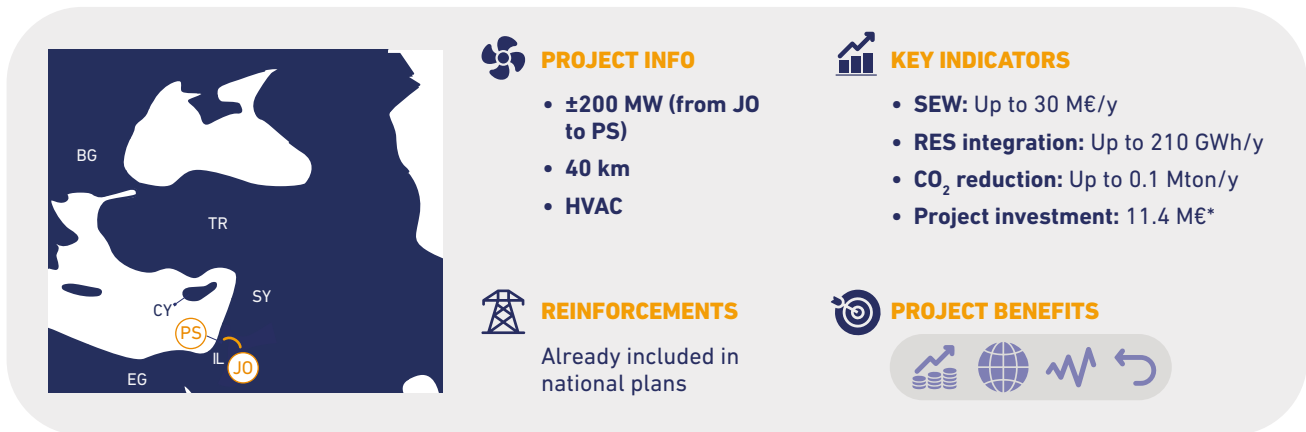 BG
TR
CY
SY
PS
IL
JO
EG
PROJECT INFO
• ±200 MW (from JO
to PS)
• 40 km
• HVAC
REINFORCEMENTS
Already included in
national plans
KEY INDICATORS
• SEW: Up to 30 M€/y
• RES integration: Up to 210 GWh/y
• CO₂ reduction: Up to 0.1 Mton/y
• Project investment: 11.4 M€*
PROJECT BENEFITS